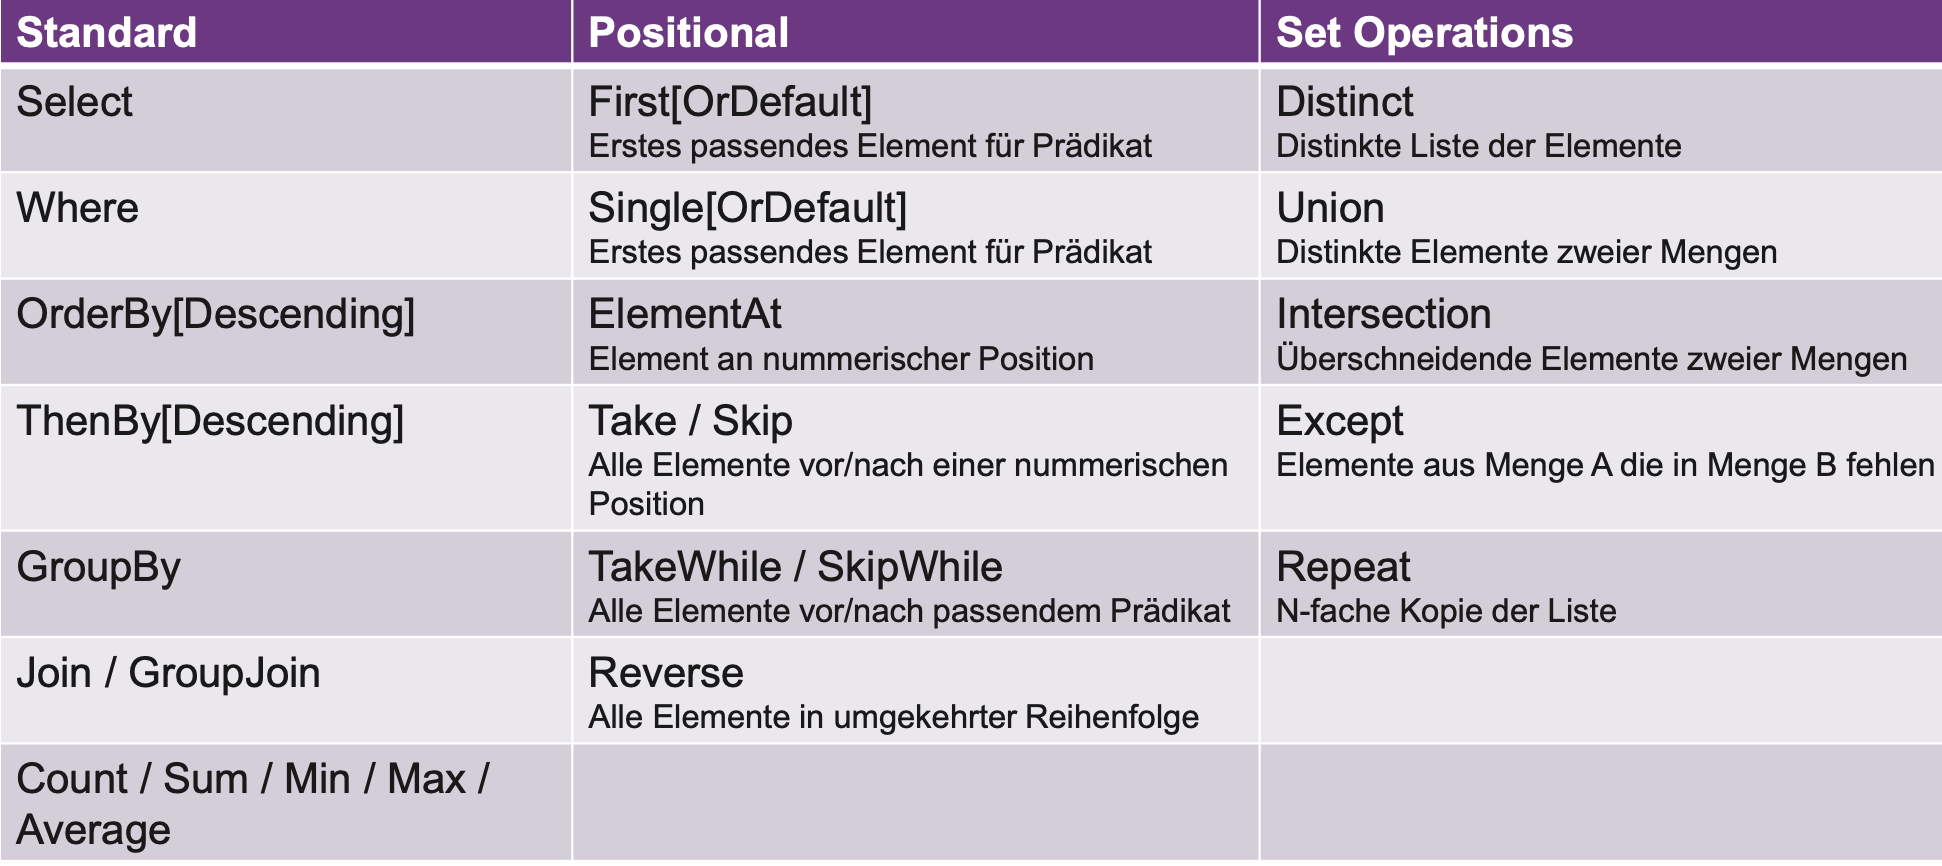 Standard
Positional
Set Operations
Select
First[OrDefault]
Erstes passendes Element für Prädikat
Distinct
Distinkte Liste der Elemente
Where
Single[OrDefault]
Erstes passendes Element für Prädikat
Union
Distinkte Elemente zweier Mengen
OrderBy[Descending]
ElementAt
Element an nummerischer Position
Intersection
Überschneidende Elemente zweier Mengen
ThenBy[Descending]
Take / Skip
Alle Elemente vor/nach einer nummerischen
Position
Except
Elemente aus Menge A die in Menge B fehlen
GroupBy
TakeWhile / SkipWhile
Alle Elemente vor/nach passendem Prädikat
Repeat
N-fache Kopie der Liste
Join / GroupJoin
Reverse
Alle Elemente in umgekehrter Reihenfolge
Count / Sum / Min / Max /
Average